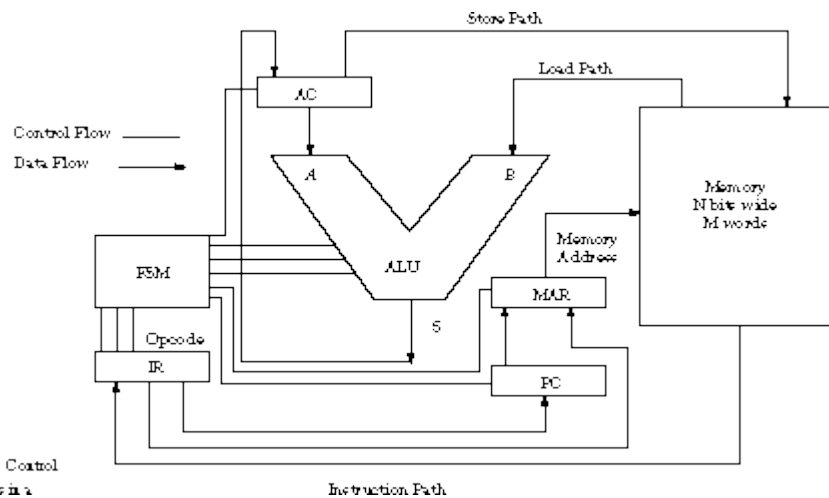 Store Path
Load Path
AC
Control Flow
Data Flow
A
B
Memory
N bit wide
M words
Memory
Address
FSM
ALU
MAR
S
Opcode
IR
PC
Control
Instruction Path